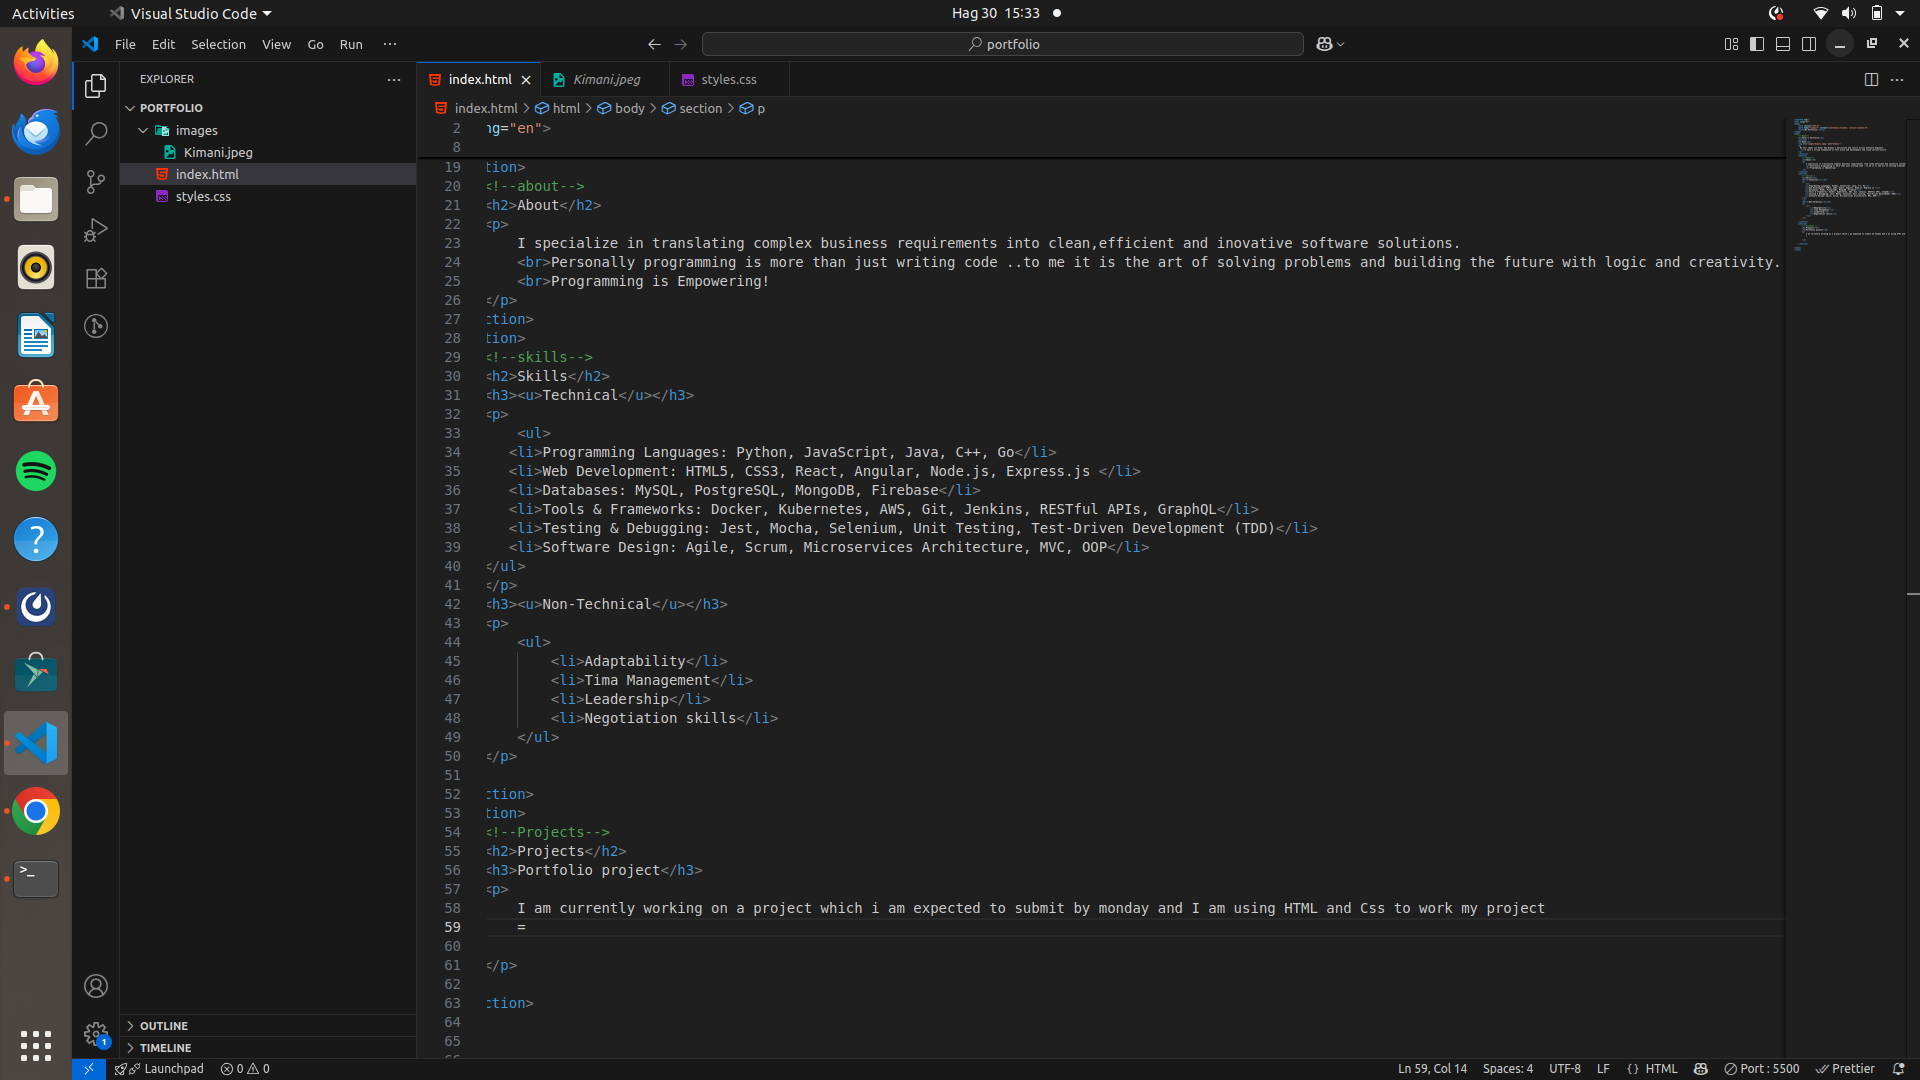 Activities Visual Studio Code Hag 30 15:33
File Edit Selection View Go Run ··· portfolio
EXPLORER ···
PORTFOLIO
images
Kimani.jpeg
index.html
styles.css
OUTLINE
TIMELINE
index.html Kimani.jpeg styles.css
index.html > html > body > section > p
2 ng="en">
8
19 tion>
20 <!--about-->
21 <h2>About</h2>
22 <p>
23 I specialize in translating complex business requirements into clean,efficient and inovative software solutions.
24 <br>Personally programming is more than just writing code ..to me it is the art of solving problems and building the future with logic and creativity.
25 <br>Programming is Empowering!
26 </p>
27 ction>
28 tion>
29 <!--skills-->
30 <h2>Skills</h2>
31 <h3><u>Technical</u></h3>
32 <p>
33 <ul>
34 <li>Programming Languages: Python, JavaScript, Java, C++, Go</li>
35 <li>Web Development: HTML5, CSS3, React, Angular, Node.js, Express.js </li>
36 <li>Databases: MySQL, PostgreSQL, MongoDB, Firebase</li>
37 <li>Tools & Frameworks: Docker, Kubernetes, AWS, Git, Jenkins, RESTful APIs, GraphQL</li>
38 <li>Testing & Debugging: Jest, Mocha, Selenium, Unit Testing, Test-Driven Development (TDD)</li>
39 <li>Software Design: Agile, Scrum, Microservices Architecture, MVC, OOP</li>
40 </ul>
41 </p>
42 <h3><u>Non-Technical</u></h3>
43 <p>
44 <ul>
45 <li>Adaptability</li>
46 <li>Tima Management</li>
47 <li>Leadership</li>
48 <li>Negotiation skills</li>
49 </ul>
50 </p>
51
52 ction>
53 tion>
54 <!--Projects-->
55 <h2>Projects</h2>
56 <h3>Portfolio project</h3>
57 <p>
58 I am currently working on a project which i am expected to submit by monday and I am using HTML and Css to work my project
59 =
60
61 </p>
62
63 ction>
64
65
1
Launchpad 0 0 Ln 59, Col 14 Spaces: 4 UTF-8 LF {} HTML Port : 5500 Prettier